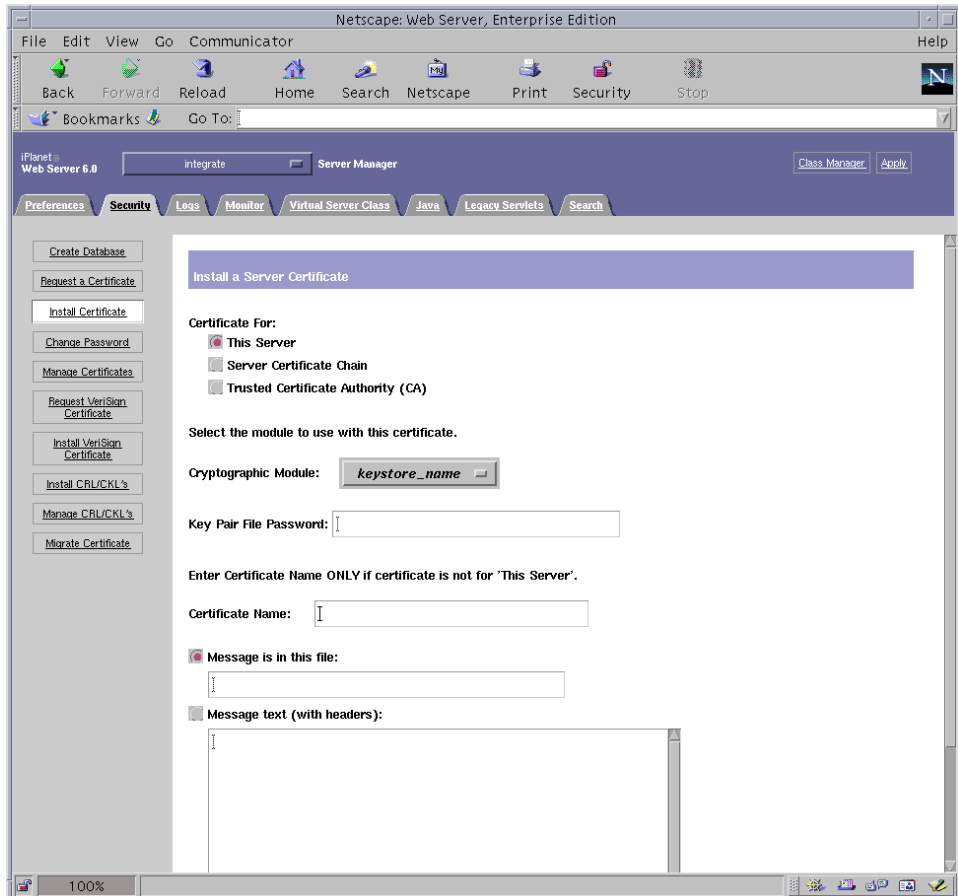 Netscape: Web Server, Enterprise Edition
File Edit View Go Communicator Help
Back Forward Reload Home Search Netscape Print Security Stop
My
N
Bookmarks Go To:
iPlanet
Web Server 6.0
integrate
Server Manager
Class Manager Apply
Preferences Security Logs Monitor Virtual Server Class Java Legacy Servlets Search
Create Database
Request a Certificate
Install Certificate
Change Password
Manage Certificates
Request VeriSign
Certificate
Install VeriSign
Certificate
Install CRL/CKL's
Manage CRL/CKL's
Migrate Certificate
Install a Server Certificate
Certificate For:
This Server
Server Certificate Chain
Trusted Certificate Authority (CA)
Select the module to use with this certificate.
Cryptographic Module: keystore_name
Key Pair File Password:
Enter Certificate Name ONLY if certificate is not for 'This Server'.
Certificate Name:
Message is in this file:
Message text (with headers):
100%